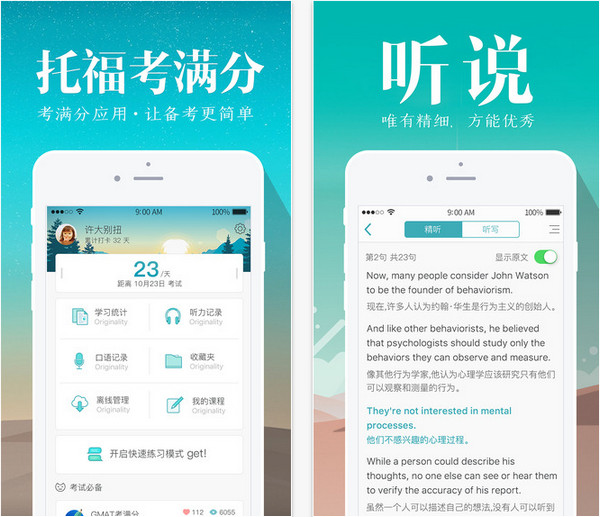 托福考满分
考满分应用·让备考更简单
9:00 AM
100%
许大别扭
累计打卡 32 天
23/天
距离 10月23日 考试
学习统计
Originality
听力记录
Originality
口语记录
Originality
收藏夹
Originality
离线管理
Originality
我的课程
Originality
开启快速练习模式 get!
考试必备
GMAT考满分
112
6055
听说
唯有精细, 方能优秀
9:00 AM
100%
精听
听写
第2句 共23句
显示原文
Now, many people consider John Watson
to be the founder of behaviorism.
现在,许多人认为约翰·华生是行为主义的创始人。
And like other behaviorists, he believed
that psychologists should study only the
behaviors they can observe and measure.
像其他行为学家,他认为心理学应该研究只有他们
可以观察和测量的行为。
They're not interested in mental
processes.
他们不感兴趣的心理过程。
While a person could describe his
thoughts, no one else can see or hear them
to verify the accuracy of his report.
虽然一个人可以描述自己的想法,没有人可以听到